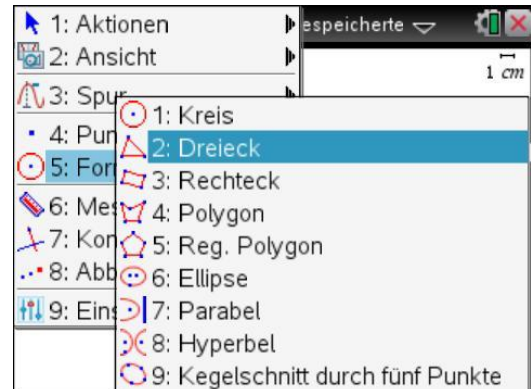 1: Aktionen
espeicherte
2: Ansicht
1 cm
3: Spur
1: Kreis
4: Pun
2: Dreieck
5: For
3: Rechteck
6: Mes
4: Polygon
7: Kon
5: Reg. Polygon
8: Abb
6: Ellipse
9: Eins
7: Parabel
8: Hyperbel
9: Kegelschnitt durch fünf Punkte